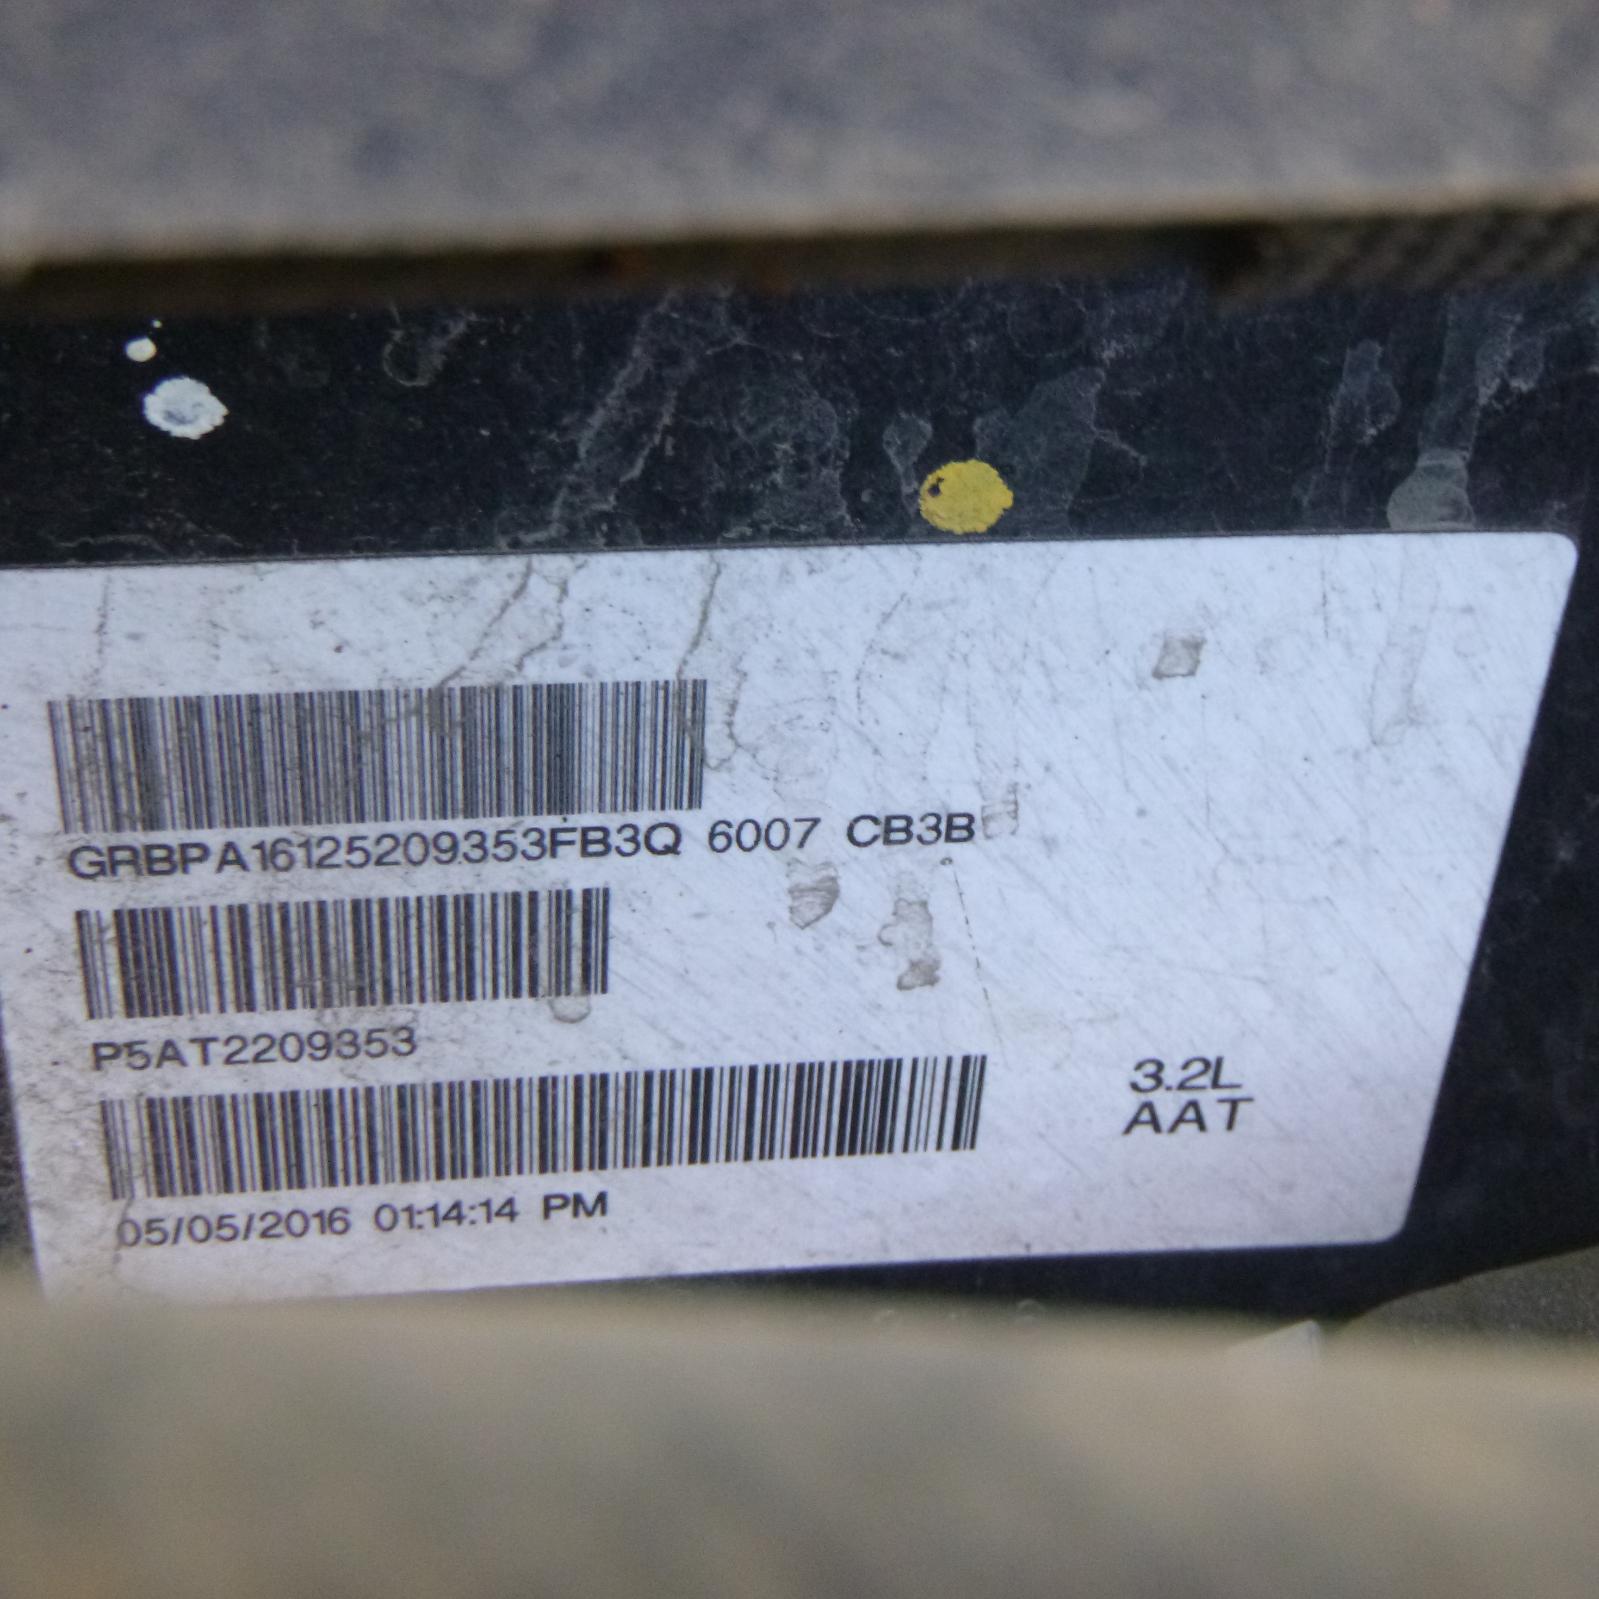 GRBPA16125209353FB3Q 6007 CB3B
P5AT2209353
3.2L
AAT
05/05/2016 01:14:14 PM